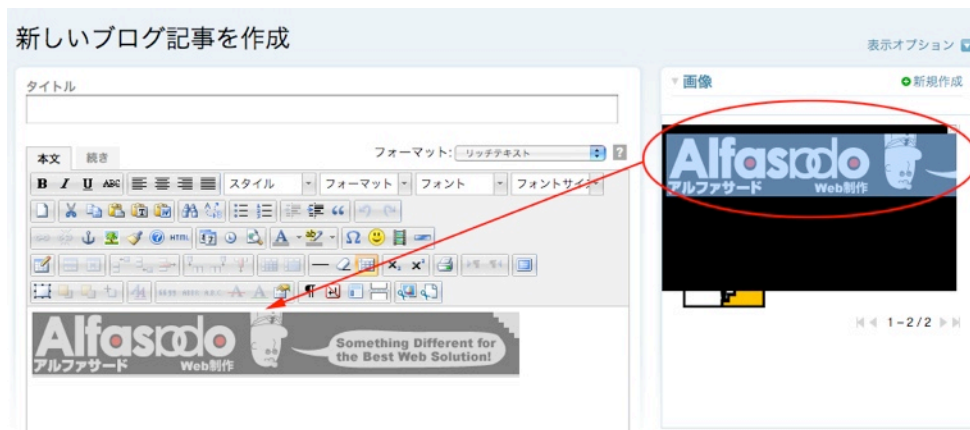 新しいブログ記事を作成
表示オプション
タイトル
画像
新規作成
本文 続き
フォーマット: リッチテキスト ?
B I U ABC スタイル フォーマット フォント フォントサイズ
HTML A Ω
x₂ x²
Alfasado
アルファサード Web制作
Something Different for
the Best Web Solution!
Alfasado
アルファサード Web制作
1-2/2